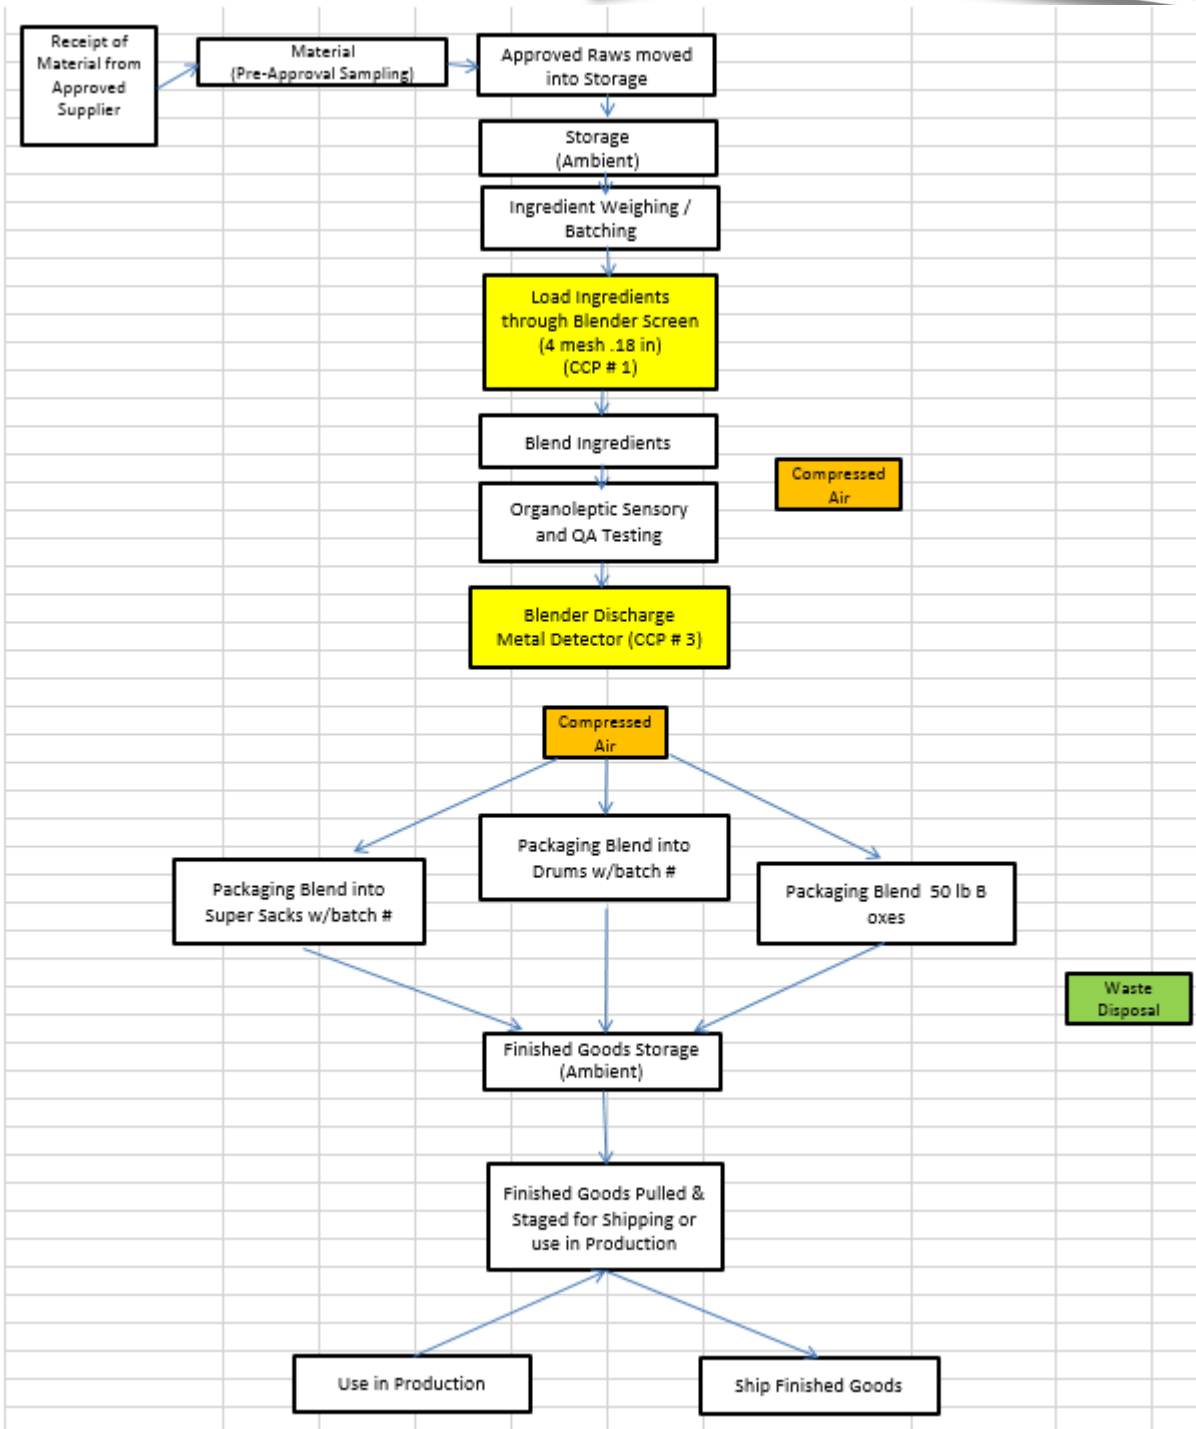 Receipt of
Material from
Approved
Supplier
Material
(Pre-Approval Sampling)
Approved Raws moved
into Storage
Storage
(Ambient)
Ingredient Weighing /
Batching
Load Ingredients
through Blender Screen
(4 mesh .18 in)
(CCP # 1)
Blend Ingredients
Compressed
Air
Organoleptic Sensory
and QA Testing
Blender Discharge
Metal Detector (CCP # 3)
Compressed
Air
Packaging Blend into
Super Sacks w/batch #
Packaging Blend into
Drums w/batch #
Packaging Blend  50 lb B
oxes
Waste
Disposal
Finished Goods Storage
(Ambient)
Finished Goods Pulled &
Staged for Shipping or
use in Production
Use in Production
Ship Finished Goods